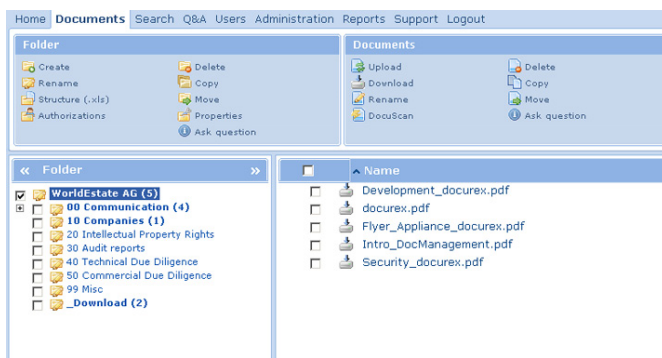 Home Documents Search Q&A Users Administration Reports Support Logout
Folder
Create
Rename
Structure (.xls)
Authorizations
Delete
Copy
Move
Properties
Ask question
Documents
Upload
Download
Rename
DocuScan
Delete
Copy
Move
Ask question
« Folder »
WorldEstate AG (5)
00 Communication (4)
10 Companies (1)
20 Intellectual Property Rights
30 Audit reports
40 Technical Due Diligence
50 Commercial Due Diligence
99 Misc
_Download (2)
Name
Development_docurex.pdf
docurex.pdf
Flyer_Appliance_docurex.pdf
Intro_DocManagement.pdf
Security_docurex.pdf